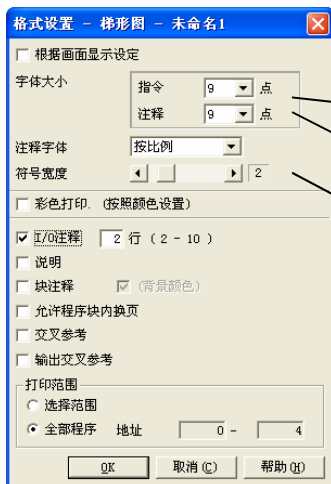 格式设置 - 梯形图 - 未命名1
根据画面显示设定
字体大小
指令 9 点
注释 9 点
注释字体 按比例
符号宽度 2
彩色打印. (按照颜色设置)
I/O注释 2 行 ( 2 - 10 )
说明
块注释 (背景颜色)
允许程序块内换页
交叉参考
输出交叉参考
打印范围
选择范围
全部程序 地址 0 - 4
OK 取消(C) 帮助(H)